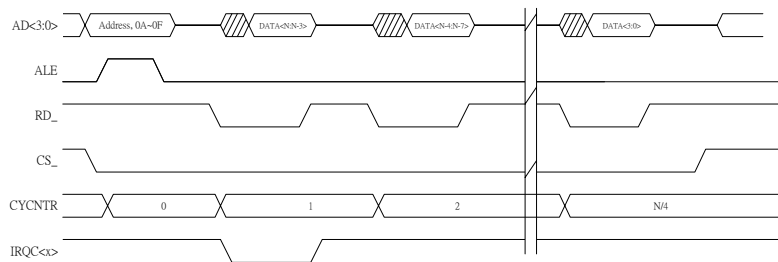 AD<3:0> Address, 0A~0F DATA<N:N-3> DATA<N-4:N-7> DATA<3:0>
ALE
RD_
CS_
CYCNTR 0 1 2 N/4
IRQC<x>